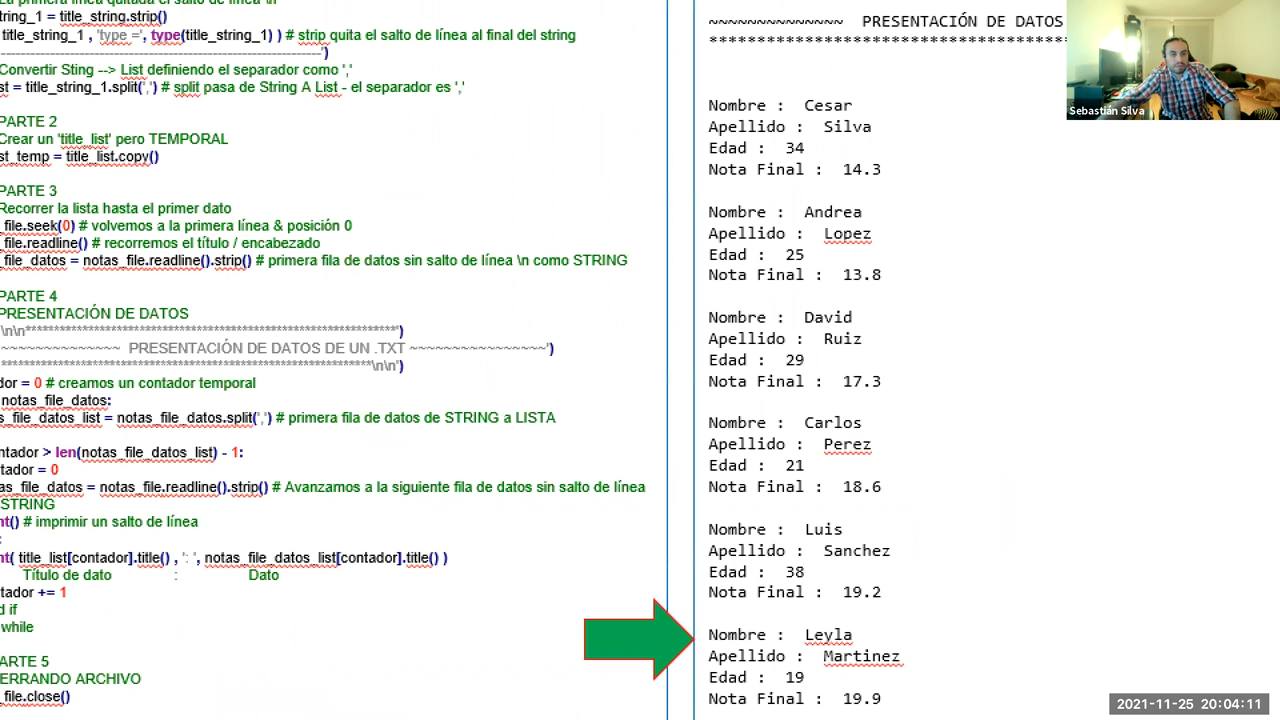 La primera línea quitada el salto de línea \n
tring_1 = title_string.strip()
title_string_1 , 'type =', type(title_string_1) ) # strip quita el salto de línea al final del string
---------------------------------------------------------------------------------')
Convertir Sting --> List definiendo el separador como ','
st = title_string_1.split(',') # split pasa de String A List - el separador es ','
PARTE 2
Crear un 'title_list' pero TEMPORAL
st_temp = title_list.copy()
PARTE 3
Recorrer la lista hasta el primer dato
_file.seek(0) # volvemos a la primera línea & posición 0
_file.readline() # recorremos el título / encabezado
_file_datos = notas_file.readline().strip() # primera fila de datos sin salto de línea \n como STRING
PARTE 4
PRESENTACIÓN DE DATOS
\n\n*****************************************************************')
~~~~~~~~~~~~~~ PRESENTACIÓN DE DATOS DE UN .TXT ~~~~~~~~~~~~~~~~')
*****************************************************************\n\n')
dor = 0 # creamos un contador temporal
notas_file_datos:
s_file_datos_list = notas_file_datos.split(',') # primera fila de datos de STRING a LISTA
ntador > len(notas_file_datos_list) - 1:
tador = 0
as_file_datos = notas_file.readline().strip() # Avanzamos a la siguiente fila de datos sin salto de línea
STRING
nt() # imprimir un salto de línea
:
nt( title_list[contador].title() , ': ', notas_file_datos_list[contador].title() )
Título de dato : Dato
tador += 1
d if
while
ARTE 5
ERRANDO ARCHIVO
_file.close()
~~~~~~~~~~~~~~ PRESENTACIÓN DE DATOS
*************************************
Nombre : Cesar
Apellido : Silva
Edad : 34
Nota Final : 14.3
Nombre : Andrea
Apellido : Lopez
Edad : 25
Nota Final : 13.8
Nombre : David
Apellido : Ruiz
Edad : 29
Nota Final : 17.3
Nombre : Carlos
Apellido : Perez
Edad : 21
Nota Final : 18.6
Nombre : Luis
Apellido : Sanchez
Edad : 38
Nota Final : 19.2
Nombre : Leyla
Apellido : Martinez
Edad : 19
Nota Final : 19.9
Sebastián Silva
2021-11-25 20:04:11